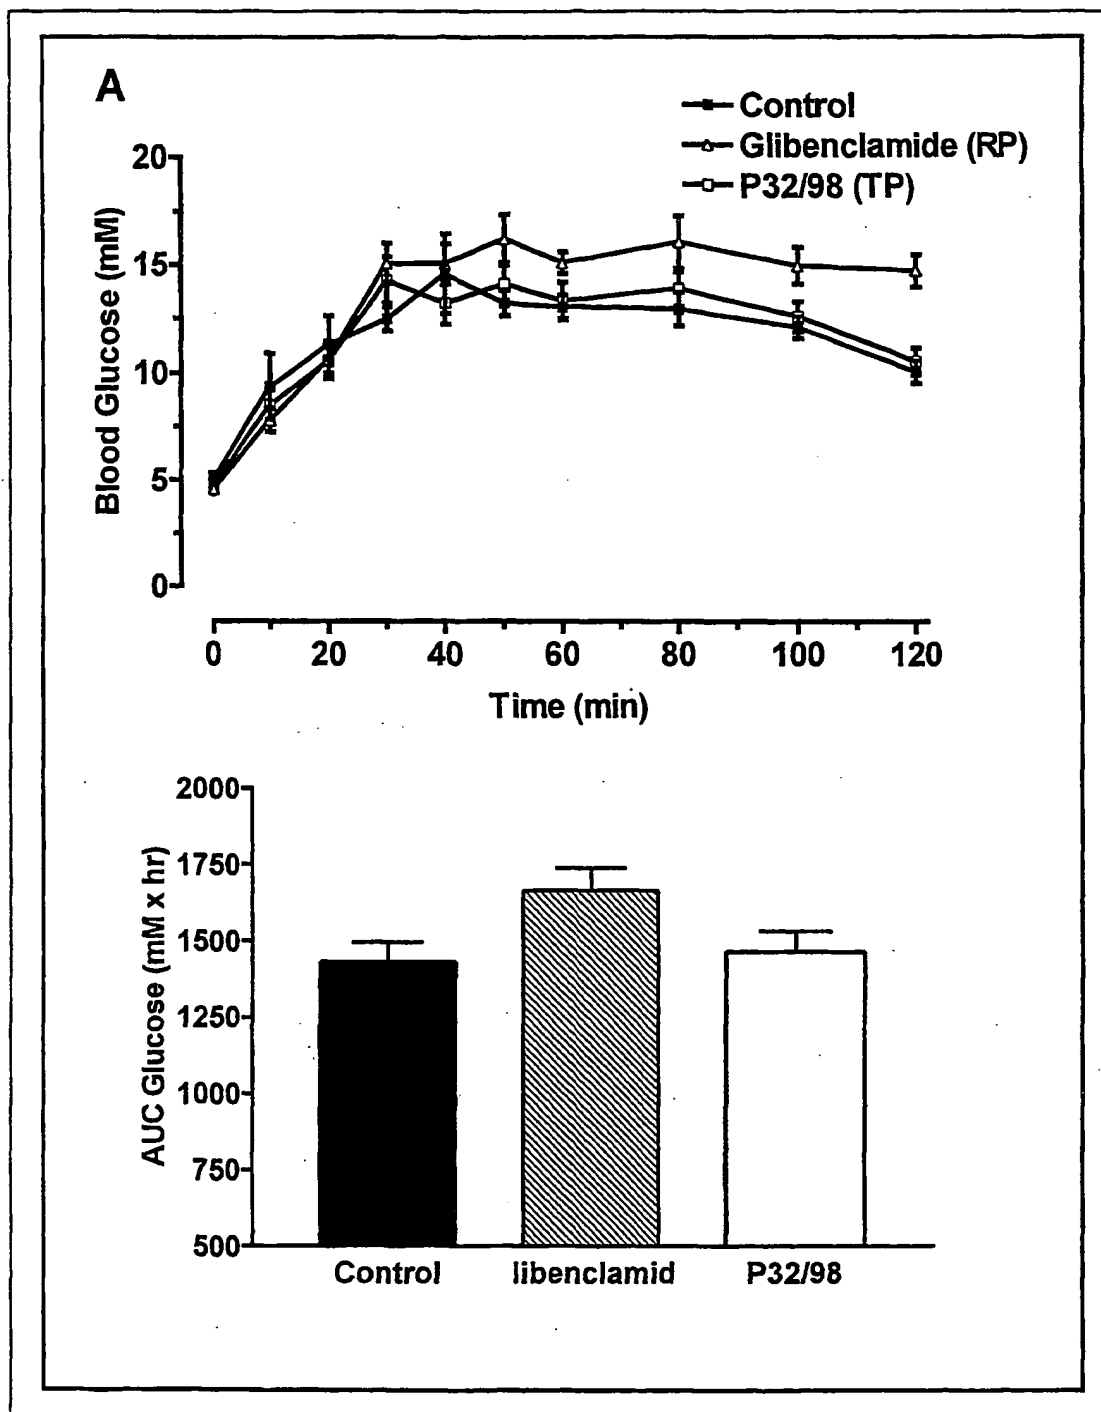 A
Control
Glibenclamide (RP)
P32/98 (TP)
20
15
10
5
0
Blood Glucose (mM)
0 20 40 60 80 100 120
Time (min)
2000
1750
1500
1250
1000
750
500
AUC Glucose (mM x hr)
Control libenclamid P32/98